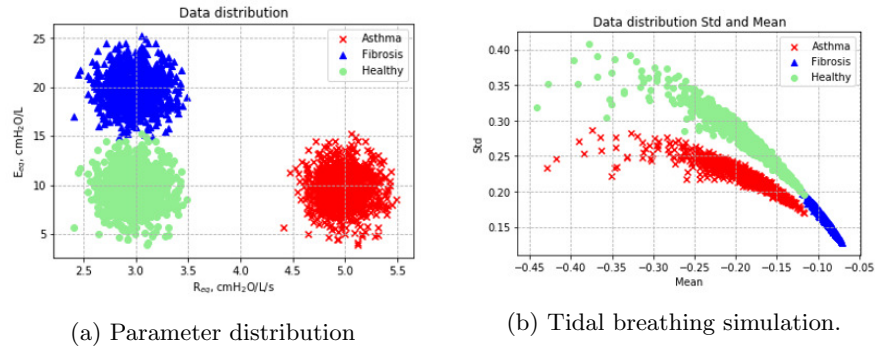 Data distribution
25
20
15
10
5
E_eq, cmH2O/L
2.5 3.0 3.5 4.0 4.5 5.0 5.5
R_eq, cmH2O/L/s
Asthma
Fibrosis
Healthy
(a) Parameter distribution
Data distribution Std and Mean
0.40
0.35
0.30
0.25
0.20
0.15
Std
−0.45 −0.40 −0.35 −0.30 −0.25 −0.20 −0.15 −0.10 −0.05
Mean
Asthma
Fibrosis
Healthy
(b) Tidal breathing simulation.